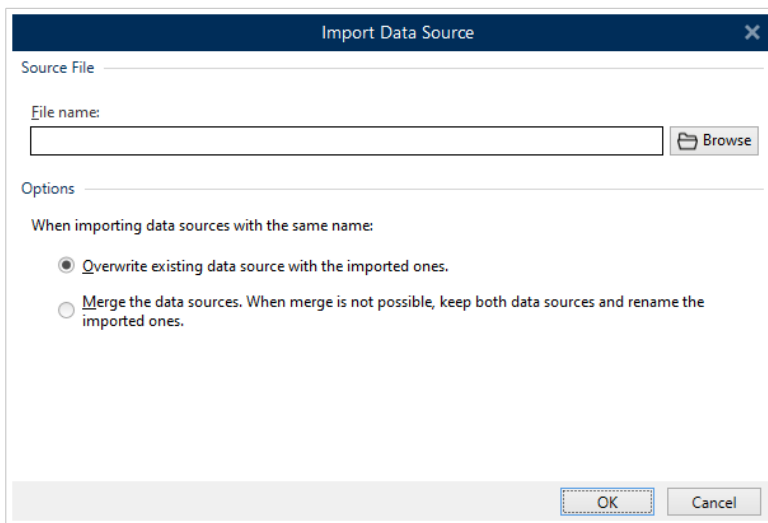 Import Data Source
Source File
File name:
Browse
Options
When importing data sources with the same name:
Overwrite existing data source with the imported ones.
Merge the data sources. When merge is not possible, keep both data sources and rename the
imported ones.
OK
Cancel